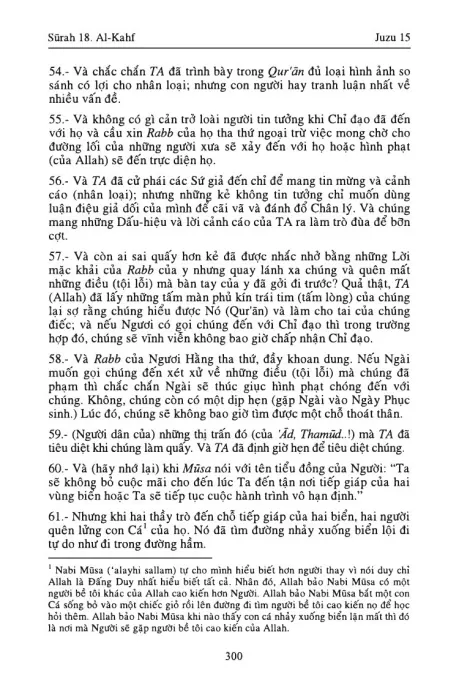 Sūrah 18. Al-Kahf Juzu 15
54.- Và chắc chắn TA đã trình bày trong Qur'ān đủ loại hình ảnh so
sánh có lợi cho nhân loại; nhưng con người hay tranh luận nhất về
nhiều vấn đề.
55.- Và không có gì cản trở loài người tin tưởng khi Chỉ đạo đã đến
với họ và cầu xin Rabb của họ tha thứ ngoại trừ việc mong chờ cho
đường lối của những người xưa sẽ xảy đến với họ hoặc hình phạt
(của Allah) sẽ đến trực diện họ.
56.- Và TA đã cử phái các Sứ giả đến chỉ để mang tin mừng và cảnh
cáo (nhân loại); nhưng những kẻ không tin tưởng chỉ muốn dùng
luận điệu giả dối của mình để cãi vã và đánh đổ Chân lý. Và chúng
mang những Dấu-hiệu và lời cảnh cáo của TA ra làm trò đùa để bỡn
cợt.
57.- Và còn ai sai quấy hơn kẻ đã được nhắc nhở bằng những Lời
mặc khải của Rabb của y nhưng quay lánh xa chúng và quên mất
những điều (tội lỗi) mà bàn tay của y đã gởi đi trước? Quả thật, TA
(Allah) đã lấy những tấm màn phủ kín trái tim (tấm lòng) của chúng
lại sợ rằng chúng hiểu được Nó (Qur'ān) và làm cho tai của chúng
điếc; và nếu Ngươi có gọi chúng đến với Chỉ đạo thì trong trường
hợp đó, chúng sẽ vĩnh viễn không bao giờ chấp nhận Chỉ đạo.
58.- Và Rabb của Ngươi Hằng tha thứ, đầy khoan dung. Nếu Ngài
muốn gọi chúng đến xét xử về những điều (tội lỗi) mà chúng đã
phạm thì chắc chắn Ngài sẽ thúc giục hình phạt chóng đến với
chúng. Không, chúng còn có một dịp hẹn (gặp Ngài vào Ngày Phục
sinh.) Lúc đó, chúng sẽ không bao giờ tìm được một chỗ thoát thân.
59.- (Người dân của) những thị trấn đó (của 'Ād, Thamūd..!) mà TA đã
tiêu diệt khi chúng làm quấy. Và TA đã định giờ hẹn để tiêu diệt chúng.
60.- Và (hãy nhớ lại) khi Mūsa nói với tên tiểu đồng của Người: “Ta
sẽ không bỏ cuộc mãi cho đến lúc Ta đến tận nơi tiếp giáp của hai
vùng biển hoặc Ta sẽ tiếp tục cuộc hành trình vô hạn định.”
61.- Nhưng khi hai thầy trò đến chỗ tiếp giáp của hai biển, hai người
quên lửng con Cá¹ của họ. Nó đã tìm đường nhảy xuống biển lội đi
tự do như đi trong đường hầm.
¹ Nabi Mūsa (‘alayhi sallam) tự cho mình hiểu biết hơn người thay vì nói duy chỉ
Allah là Đấng Duy nhất hiểu biết tất cả. Nhân đó, Allah bảo Nabi Mūsa có một
người bề tôi khác của Allah cao kiến hơn Người. Allah bảo Nabi Mūsa bắt một con
Cá sống bỏ vào một chiếc giỏ rồi lên đường đi tìm người bề tôi cao kiến nọ để học
hỏi thêm. Allah bảo Nabi Mūsa khi nào thấy con cá nhảy xuống biển lặn mất thì đó
là nơi mà Người sẽ gặp người bề tôi cao kiến của Allah.
300